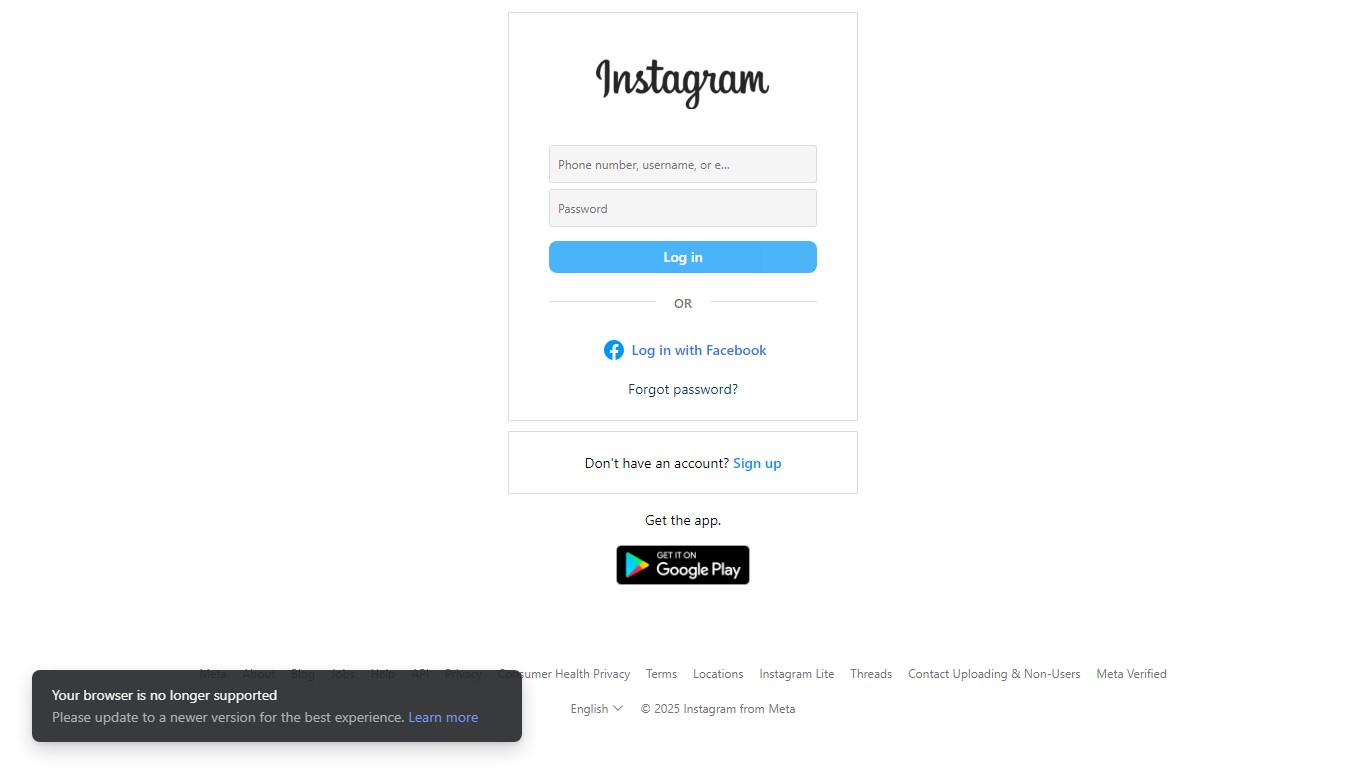 Instagram
Phone number, username, or e...
Password
Log in
OR
Log in with Facebook
Forgot password?
Don't have an account? Sign up
Get the app.
GET IT ON
Google Play
Meta About Blog Jobs Help API Privacy Consumer Health Privacy Terms Locations Instagram Lite Threads Contact Uploading & Non-Users Meta Verified
English © 2025 Instagram from Meta
Your browser is no longer supported
Please update to a newer version for the best experience. Learn more